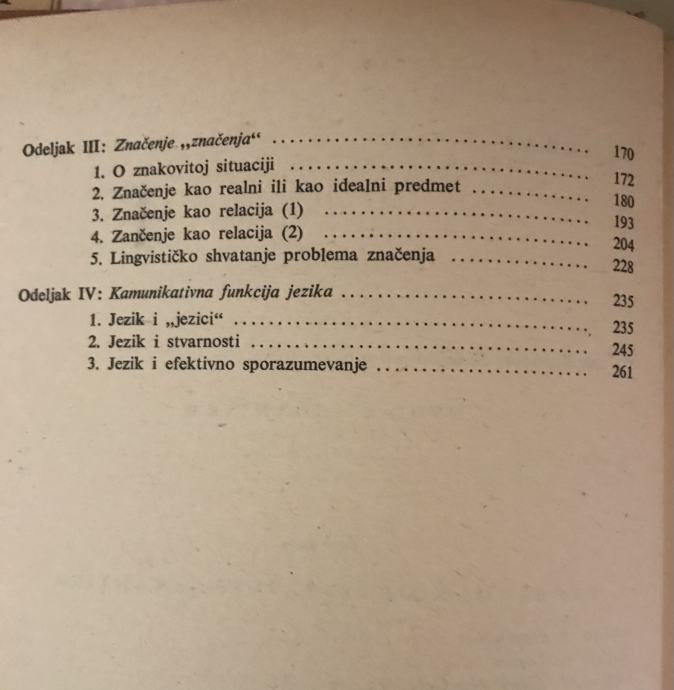 Odeljak III: Značenje „značenja“ ........................ 170
1. O znakovitoj situaciji ........................ 172
2. Značenje kao realni ili kao idealni predmet ........... 180
3. Značenje kao relacija (1) ........................ 193
4. Zančenje kao relacija (2) ........................ 204
5. Lingvističko shvatanje problema značenja ............. 228
Odeljak IV: Kamunikativna funkcija jezika ...................... 235
1. Jezik i „jezici“ ................................ 235
2. Jezik i stvarnosti ................................ 245
3. Jezik i efektivno sporazumevanje ..................... 261